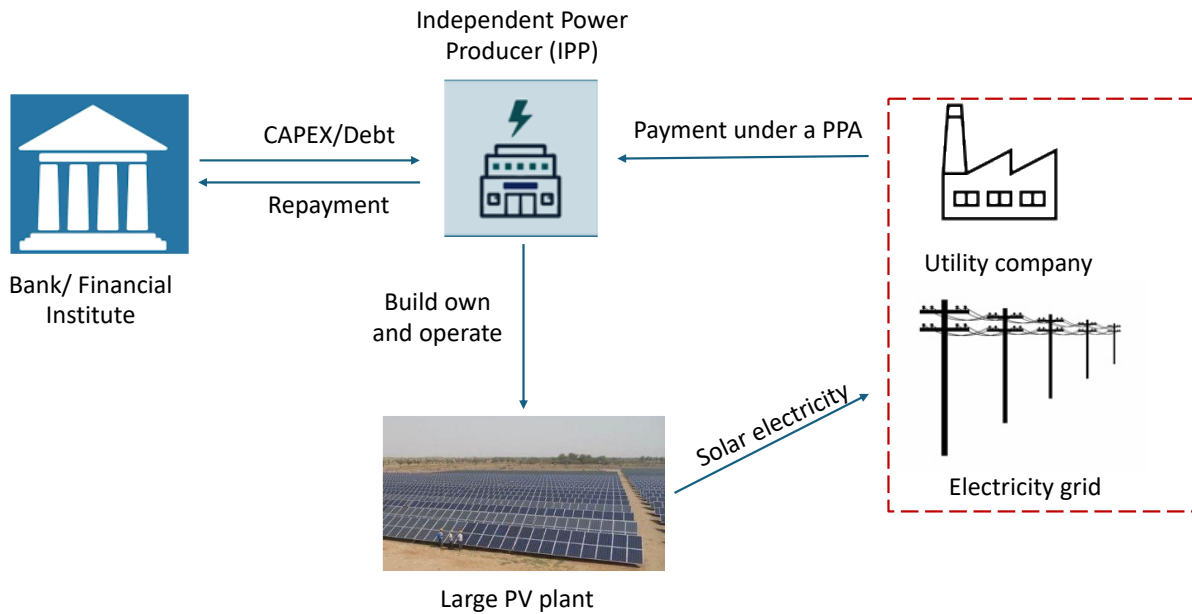 Independent Power
Producer (IPP)
CAPEX/Debt
Repayment
Payment under a PPA
Bank/ Financial
Institute
Utility company
Build own
and operate
Solar electricity
Electricity grid
Large PV plant